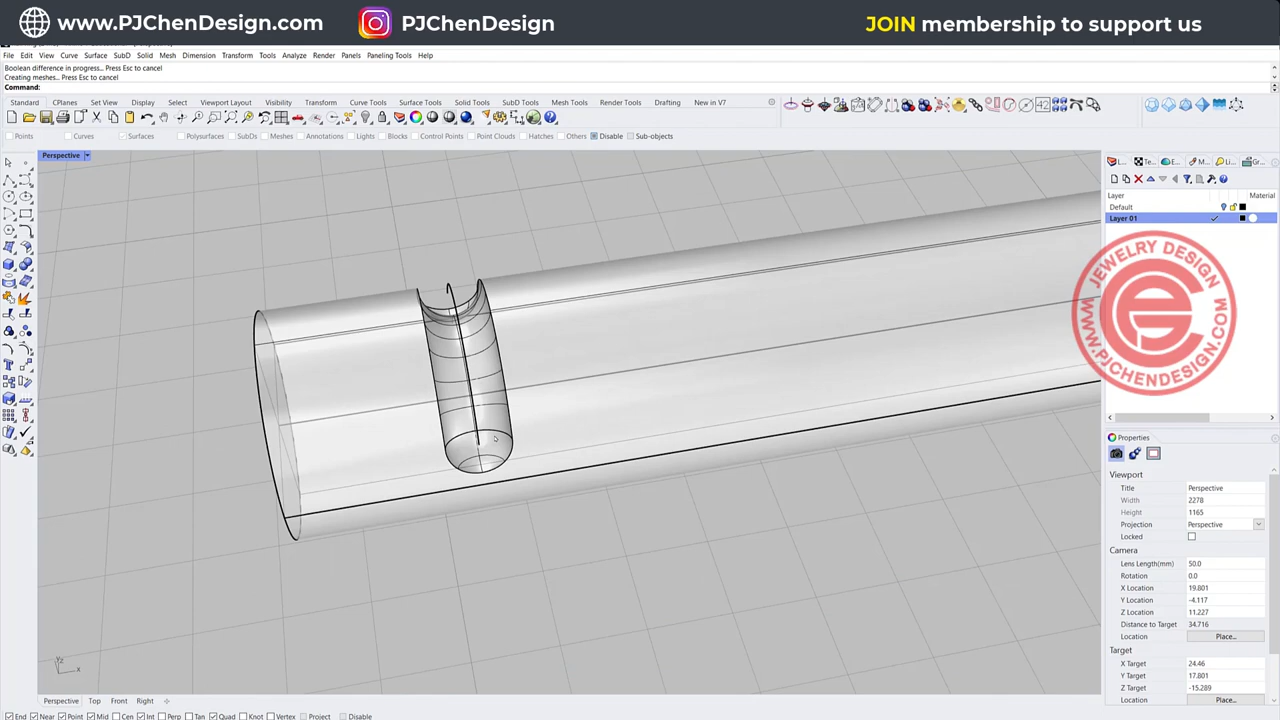 www.PJChenDesign.com PJChenDesign JOIN membership to support us
File Edit View Curve Surface SubD Solid Mesh Dimension Transform Tools Analyze Render Panels Paneling Tools Help
Boolean difference in progress... Press Esc to cancel
Creating meshes... Press Esc to cancel
Command:
Standard CPlanes Set View Display Select Viewport Layout Visibility Transform Curve Tools Surface Tools Solid Tools SubD Tools Mesh Tools Render Tools Drafting New in V7
Points Curves Surfaces Polysurfaces SubDs Meshes Annotations Lights Blocks Control Points Point Clouds Hatches Others Disable Sub-objects
Perspective
L... Te... E... M... Li... Gr...
Layer Material
Default
Layer 01
JEWELRY DESIGN
WWW.PJCHENDESIGN.COM
Properties
Viewport
Title Perspective
Width 2278
Height 1165
Projection Perspective
Locked
Camera
Lens Length(mm) 50.0
Rotation 0.0
X Location 19.801
Y Location -4.117
Z Location 11.227
Distance to Target 34.716
Location Place...
Target
X Target 24.46
Y Target 17.801
Z Target -15.289
Location Place...
x
Perspective Top Front Right
End Near Point Mid Cen Int Perp Tan Quad Knot Vertex Project Disable